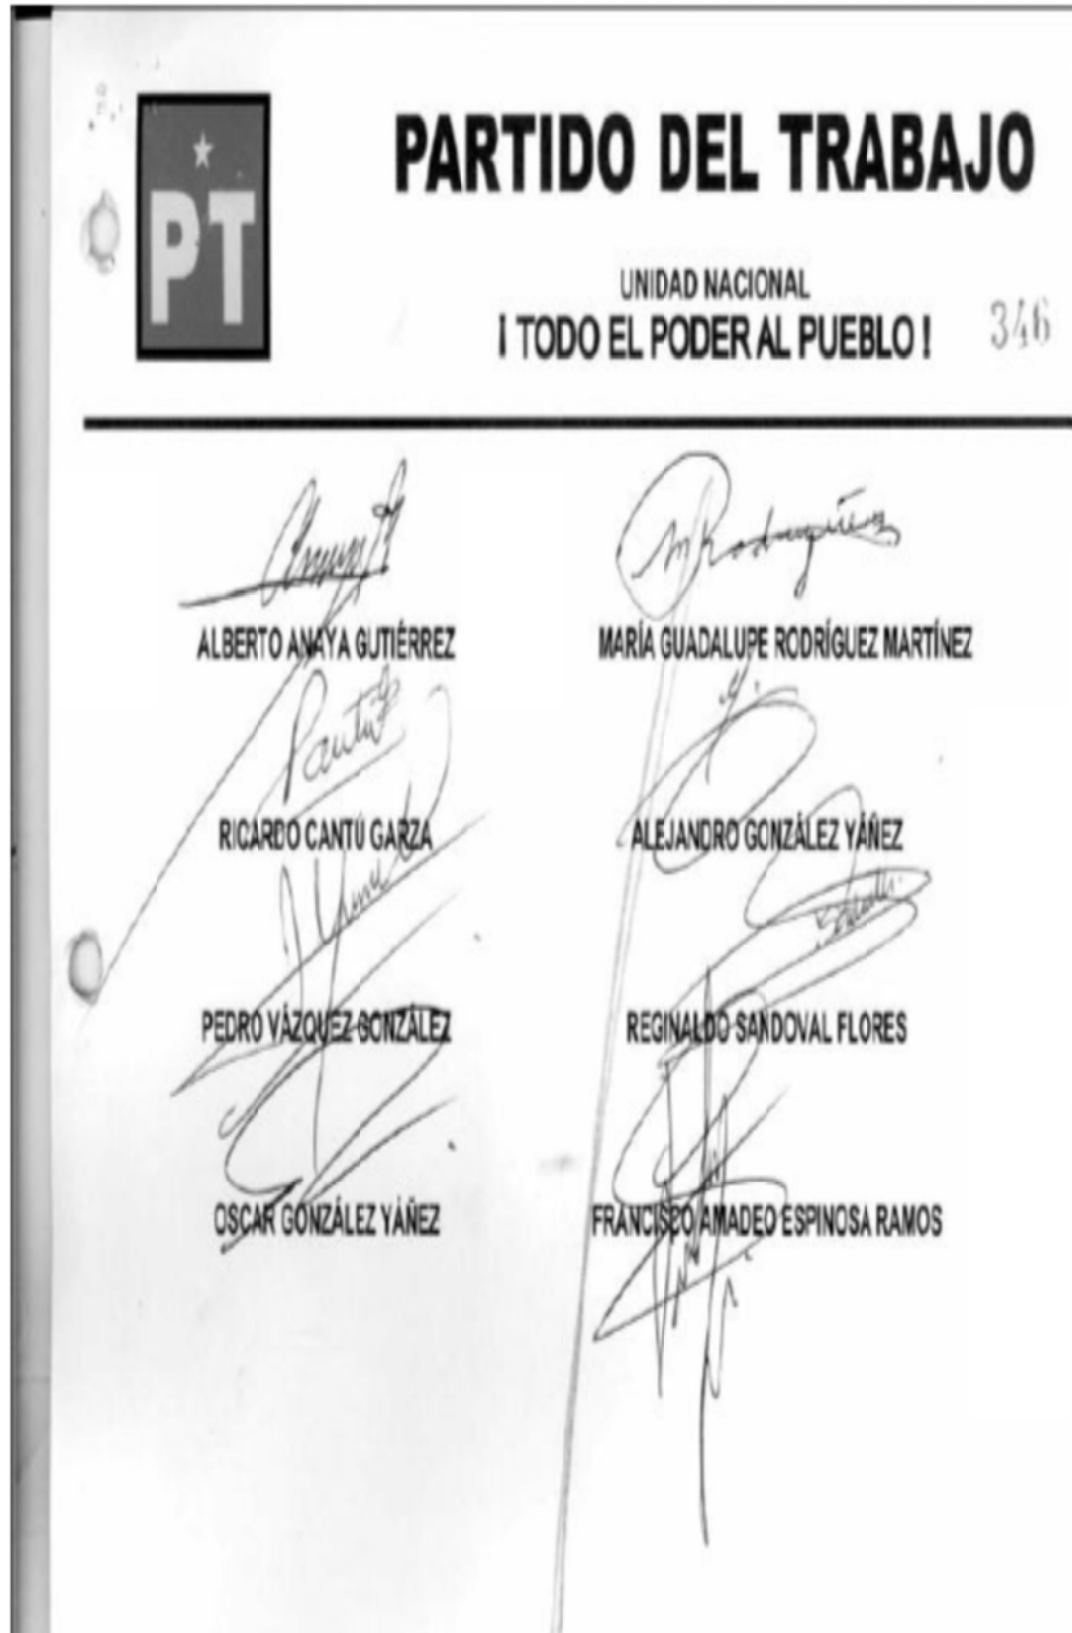 PT
PARTIDO DEL TRABAJO
UNIDAD NACIONAL
¡ TODO EL PODER AL PUEBLO !
346
ALBERTO ANAYA GUTIÉRREZ
MARÍA GUADALUPE RODRÍGUEZ MARTÍNEZ
RICARDO CANTÚ GARZA
ALEJANDRO GONZÁLEZ YÁÑEZ
PEDRO VÁZQUEZ GONZÁLEZ
REGINALDO SANDOVAL FLORES
OSCAR GONZÁLEZ YÁÑEZ
FRANCISCO AMADEO ESPINOSA RAMOS